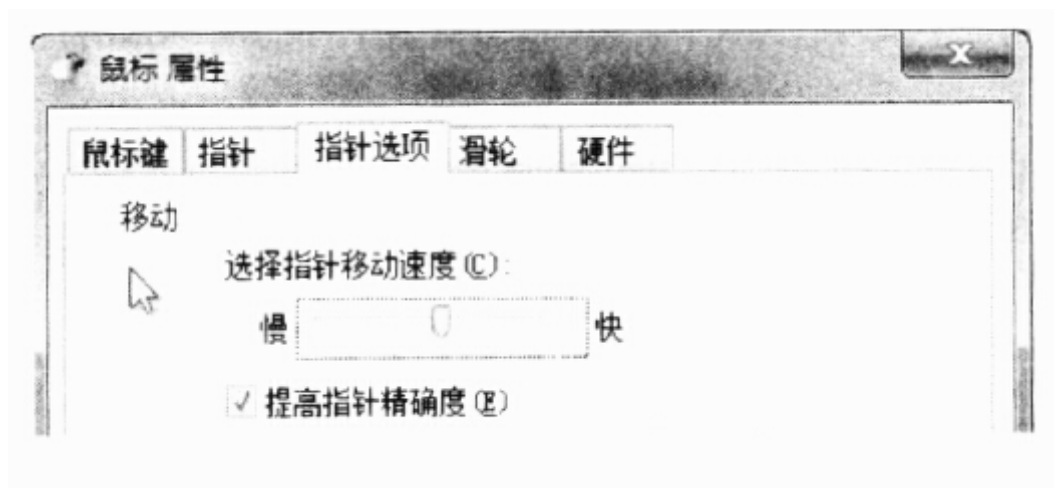 鼠标 属性
鼠标键 指针 指针选项 滑轮 硬件
移动
选择指针移动速度(C):
慢 快
提高指针精确度(E)